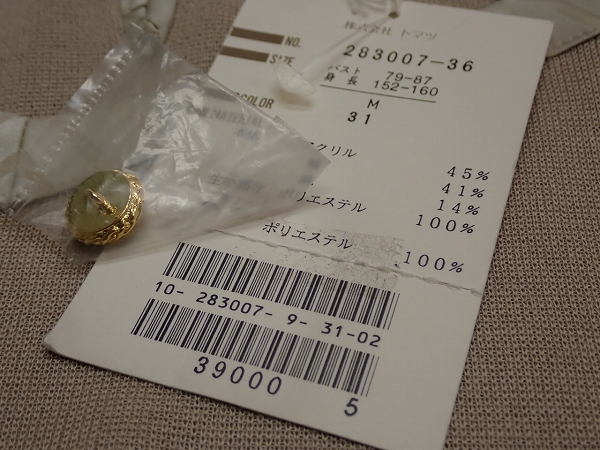 株式会社 トマツ
NO. 283007-36
SIZE バスト 79-87
身長 152-160
COLOR M
31
MATERIAL
クリル 45%
41%
リエステル 14%
100%
ポリエステル 100%
10- 283007- 9- 31-02
39000 5